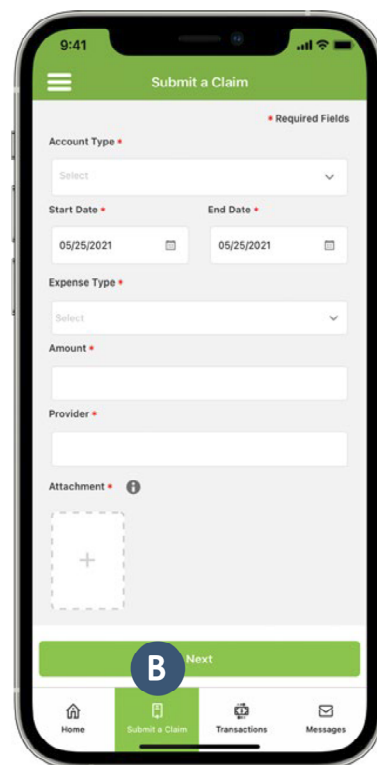 9:41
Submit a Claim
* Required Fields
Account Type *
Select
Start Date * End Date *
05/25/2021 05/25/2021
Expense Type *
Select
Amount *
Provider *
Attachment *
Next
B
Home Submit a Claim Transactions Messages